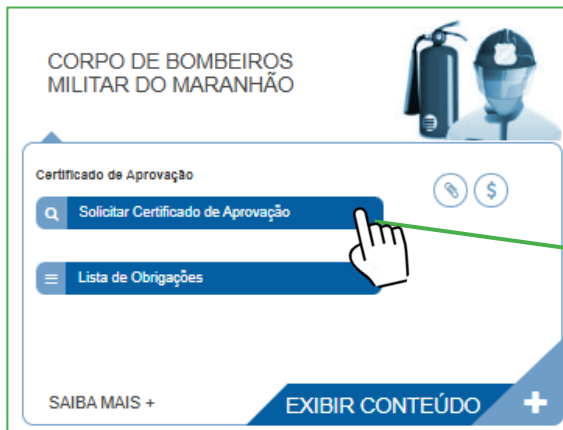 CORPO DE BOMBEIROS
MILITAR DO MARANHÃO
Certificado de Aprovação
$
Solicitar Certificado de Aprovação
Lista de Obrigações
SAIBA MAIS +
EXIBIR CONTEÚDO +